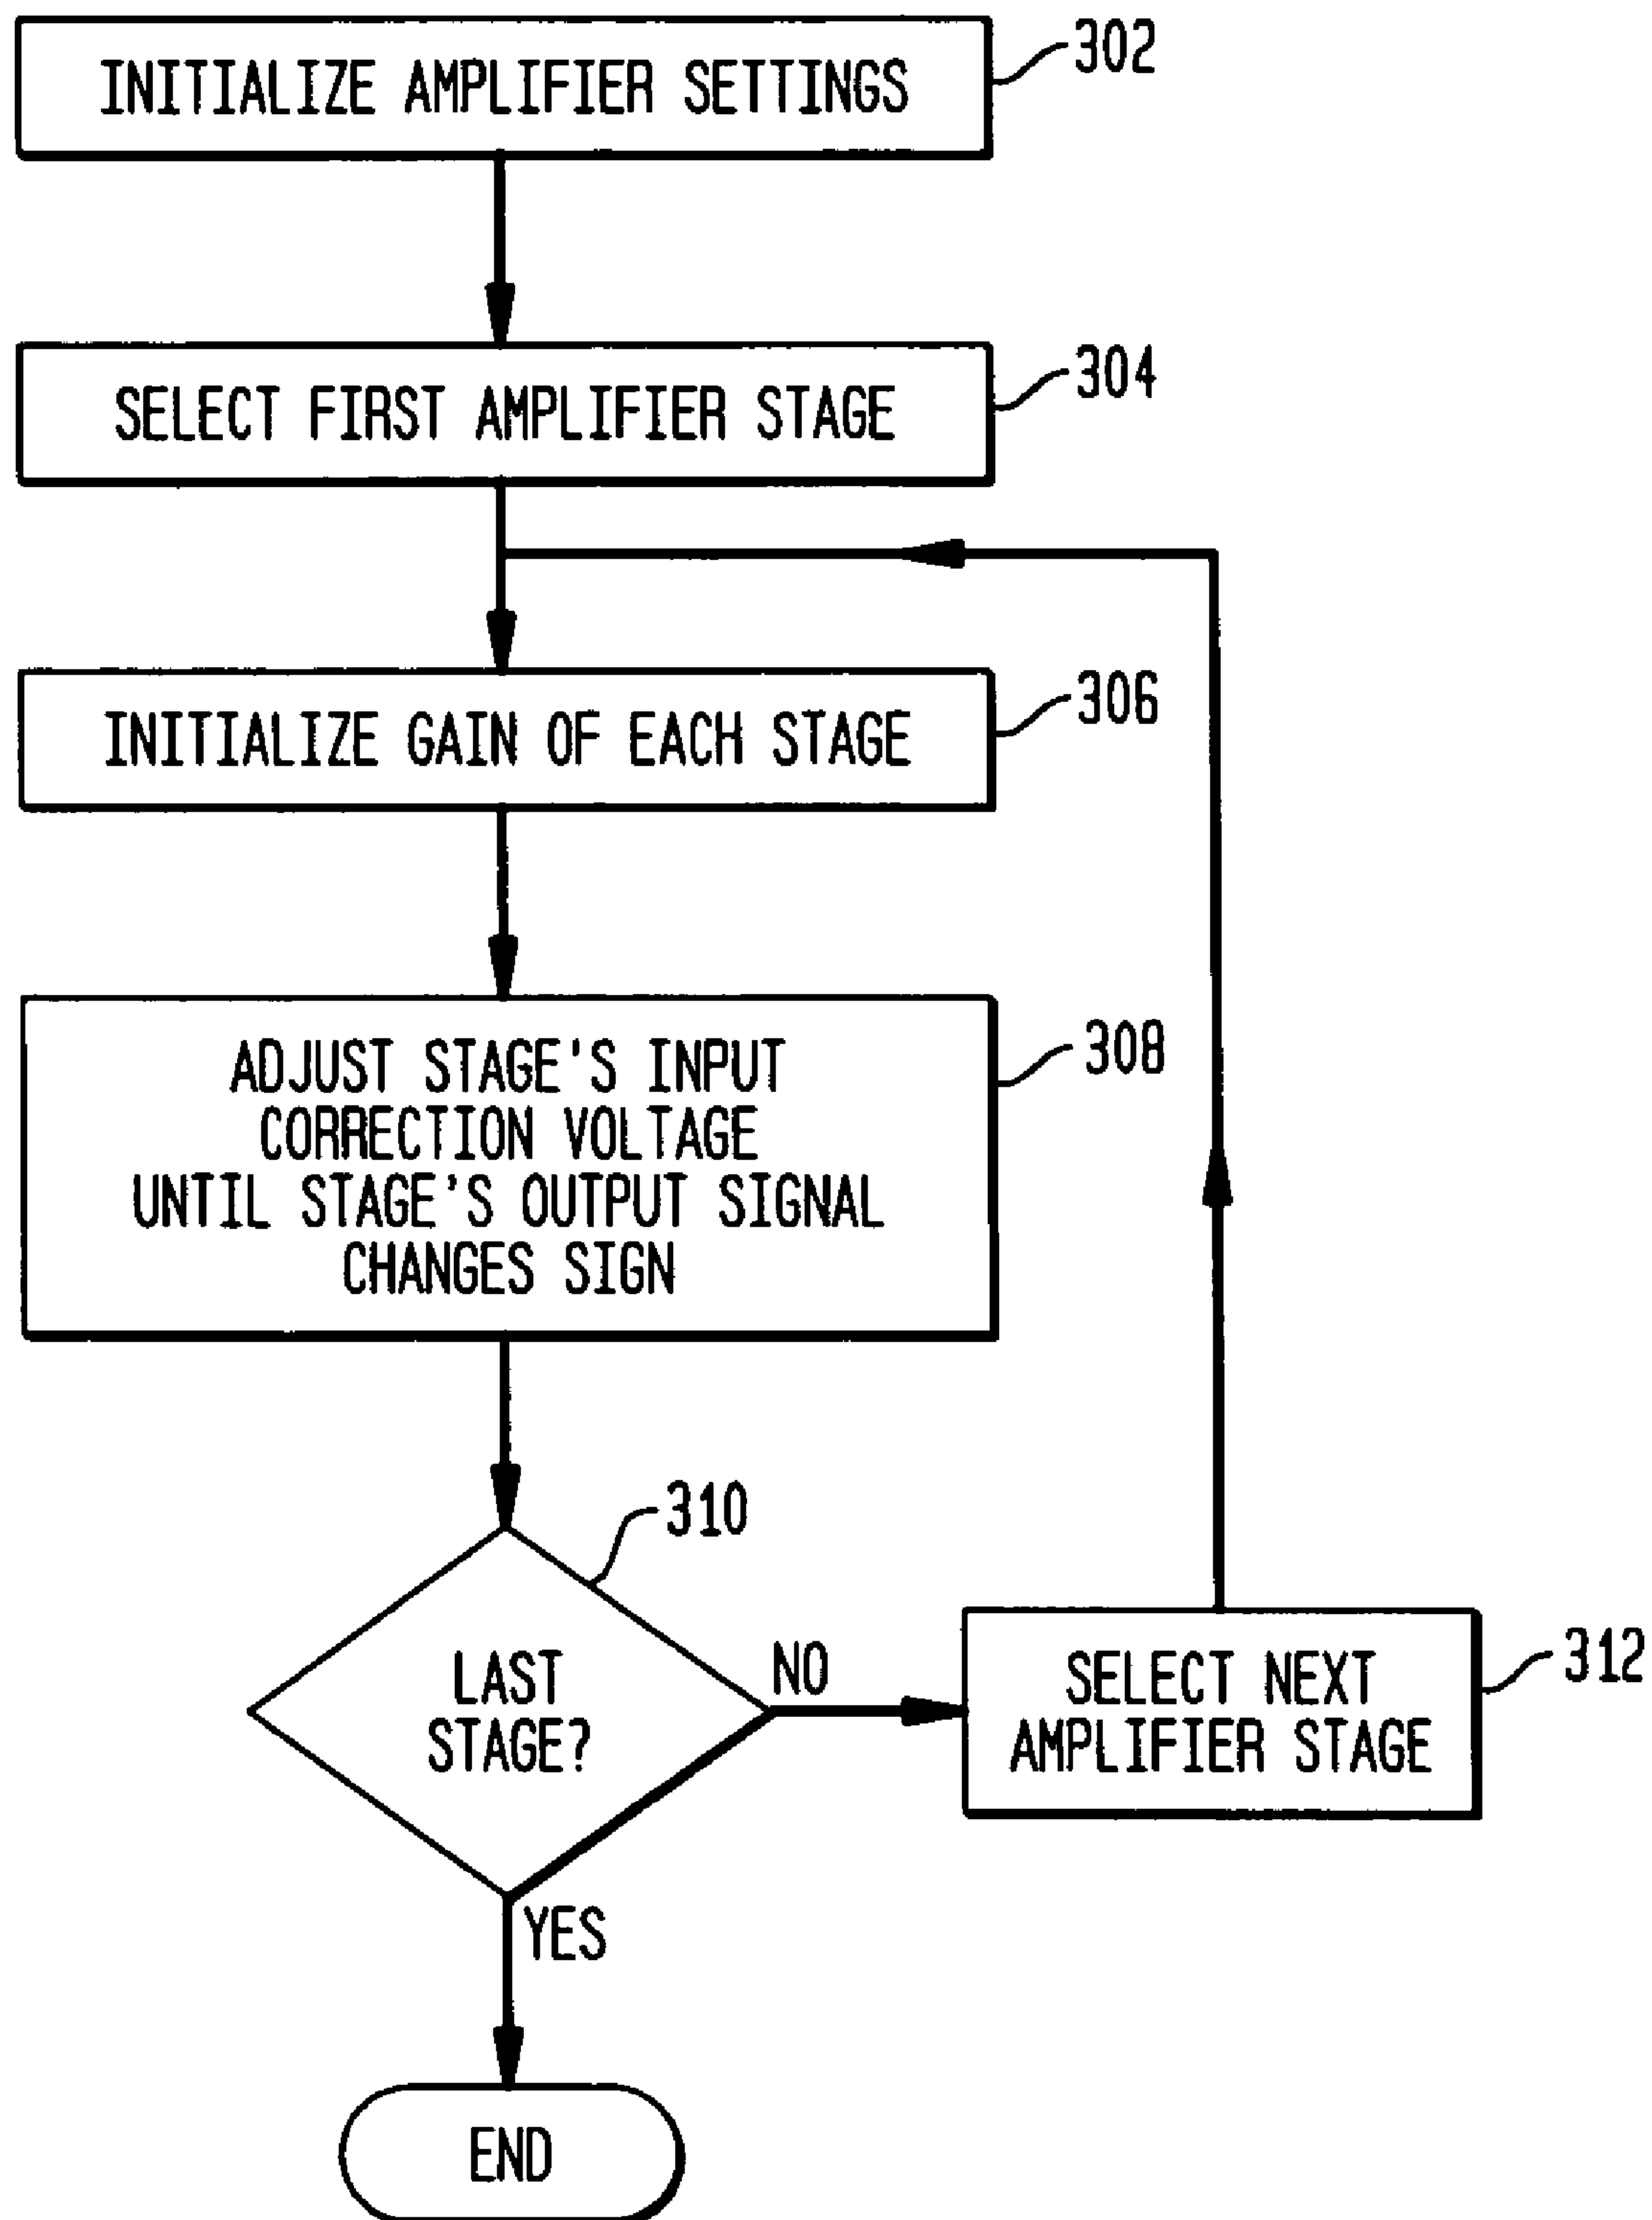 INITIALIZE AMPLIFIER SETTINGS
302
SELECT FIRST AMPLIFIER STAGE
304
INITIALIZE GAIN OF EACH STAGE
306
ADJUST STAGE'S INPUT
CORRECTION VOLTAGE
UNTIL STAGE'S OUTPUT SIGNAL
CHANGES SIGN
308
310
LAST
STAGE?
NO
SELECT NEXT
AMPLIFIER STAGE
312
YES
END